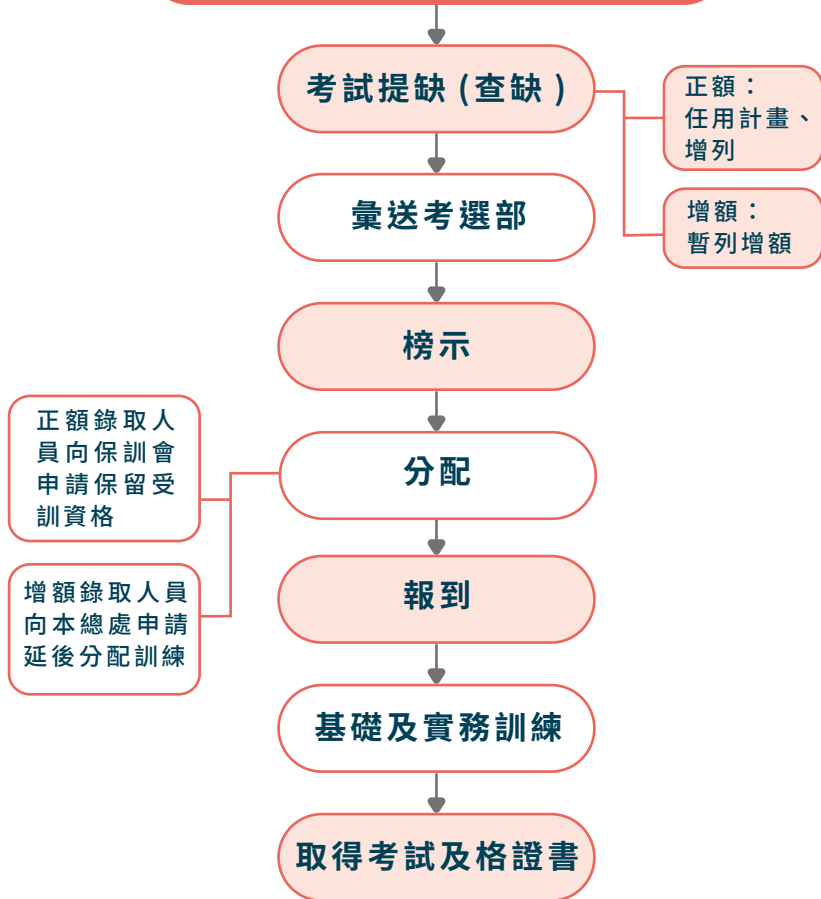 考試提缺 (查缺 )
正額：
任用計畫、
增列
增額：
暫列增額
彙送考選部
榜示
分配
正額錄取人
員向保訓會
申請保留受
訓資格
增額錄取人員
向本總處申請
延後分配訓練
報到
基礎及實務訓練
取得考試及格證書